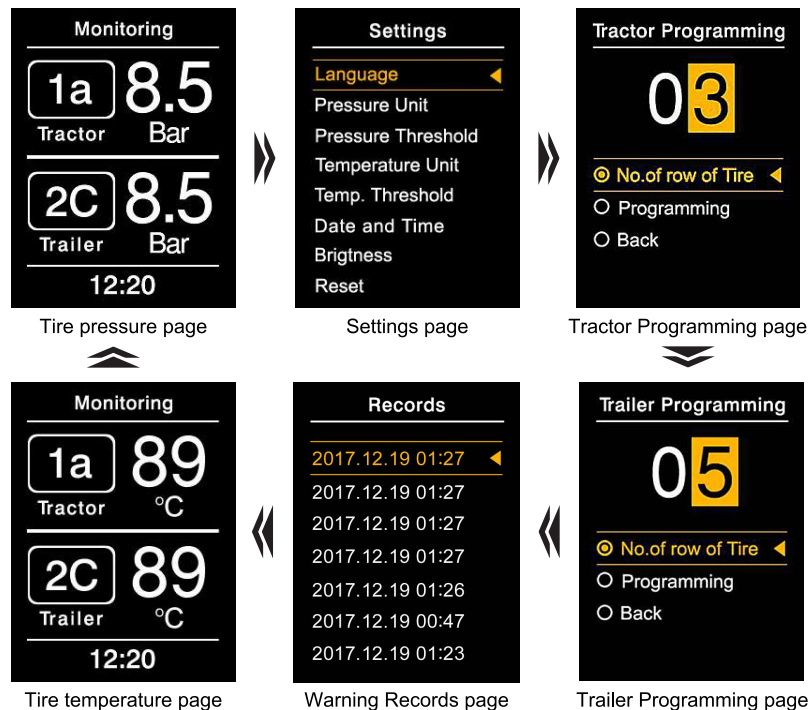 Monitoring
1a 8.5
Tractor Bar
2C 8.5
Trailer Bar
12:20
Tire pressure page
Settings
Language
Pressure Unit
Pressure Threshold
Temperature Unit
Temp. Threshold
Date and Time
Brigtness
Reset
Settings page
Tractor Programming
03
No.of row of Tire
Programming
Back
Tractor Programming page
Monitoring
1a 89
Tractor °C
2C 89
Trailer °C
12:20
Tire temperature page
Records
2017.12.19 01:27
2017.12.19 01:27
2017.12.19 01:27
2017.12.19 01:27
2017.12.19 01:26
2017.12.19 00:47
2017.12.19 01:23
Warning Records page
Trailer Programming
05
No.of row of Tire
Programming
Back
Trailer Programming page